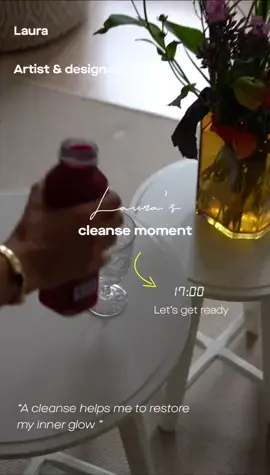 Laura
Artist & design
Laura's
cleanse moment
17:00
Let's get ready
"A cleanse helps me to restore
my inner glow "